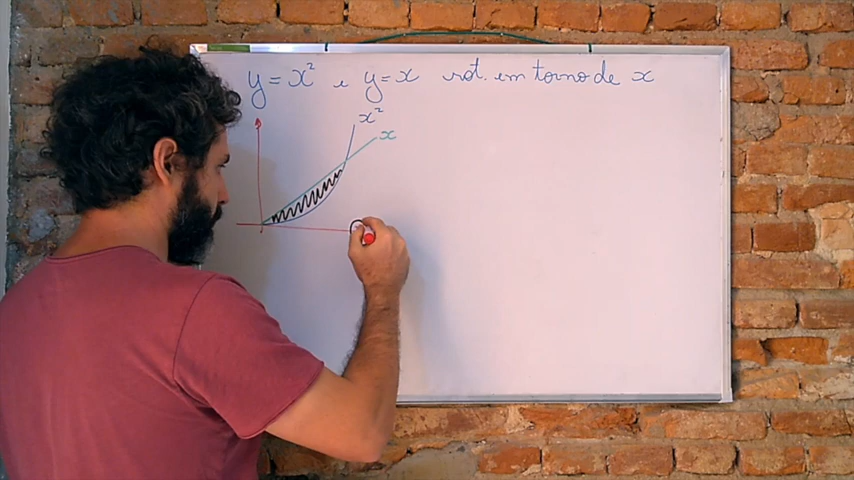 y = x² e y = x rot. em torno de x
x²
x